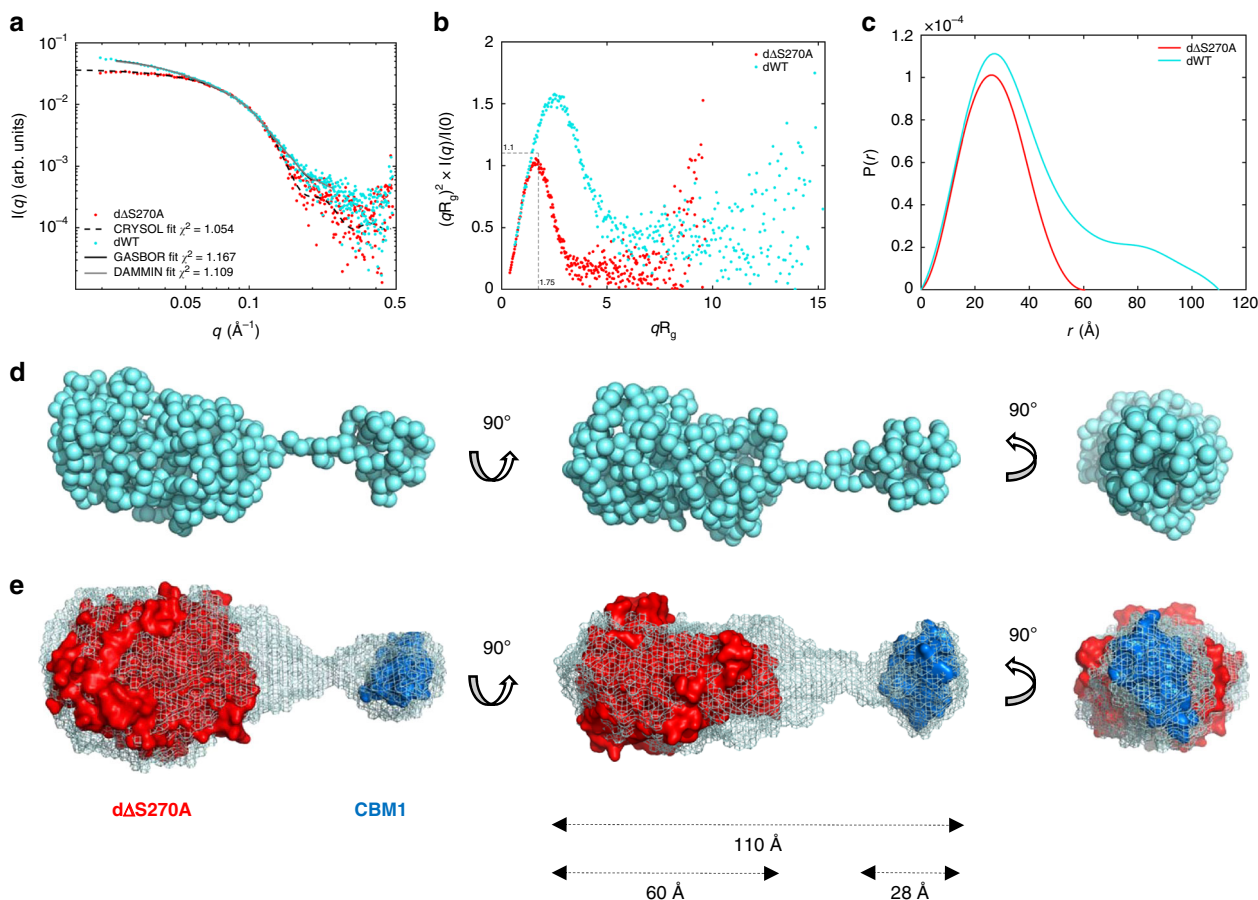 a
I(q) (arb. units)
10⁻¹
10⁻²
10⁻³
10⁻⁴
dΔS270A
CRYSOL fit χ² = 1.054
dWT
GASBOR fit χ² = 1.167
DAMMIN fit χ² = 1.109
0.05
0.1
0.5
q (Å⁻¹)
b
(qRg)² × I(q)/I(0)
2
1.5
1
0.5
0
1.1
1.75
dΔS270A
dWT
0
5
10
15
qRg
c
×10⁻⁴
P(r)
1.2
1
0.8
0.6
0.4
0.2
0
dΔS270A
dWT
0
20
40
60
80
100
120
r (Å)
d
90°
90°
e
90°
90°
dΔS270A
CBM1
110 Å
60 Å
28 Å